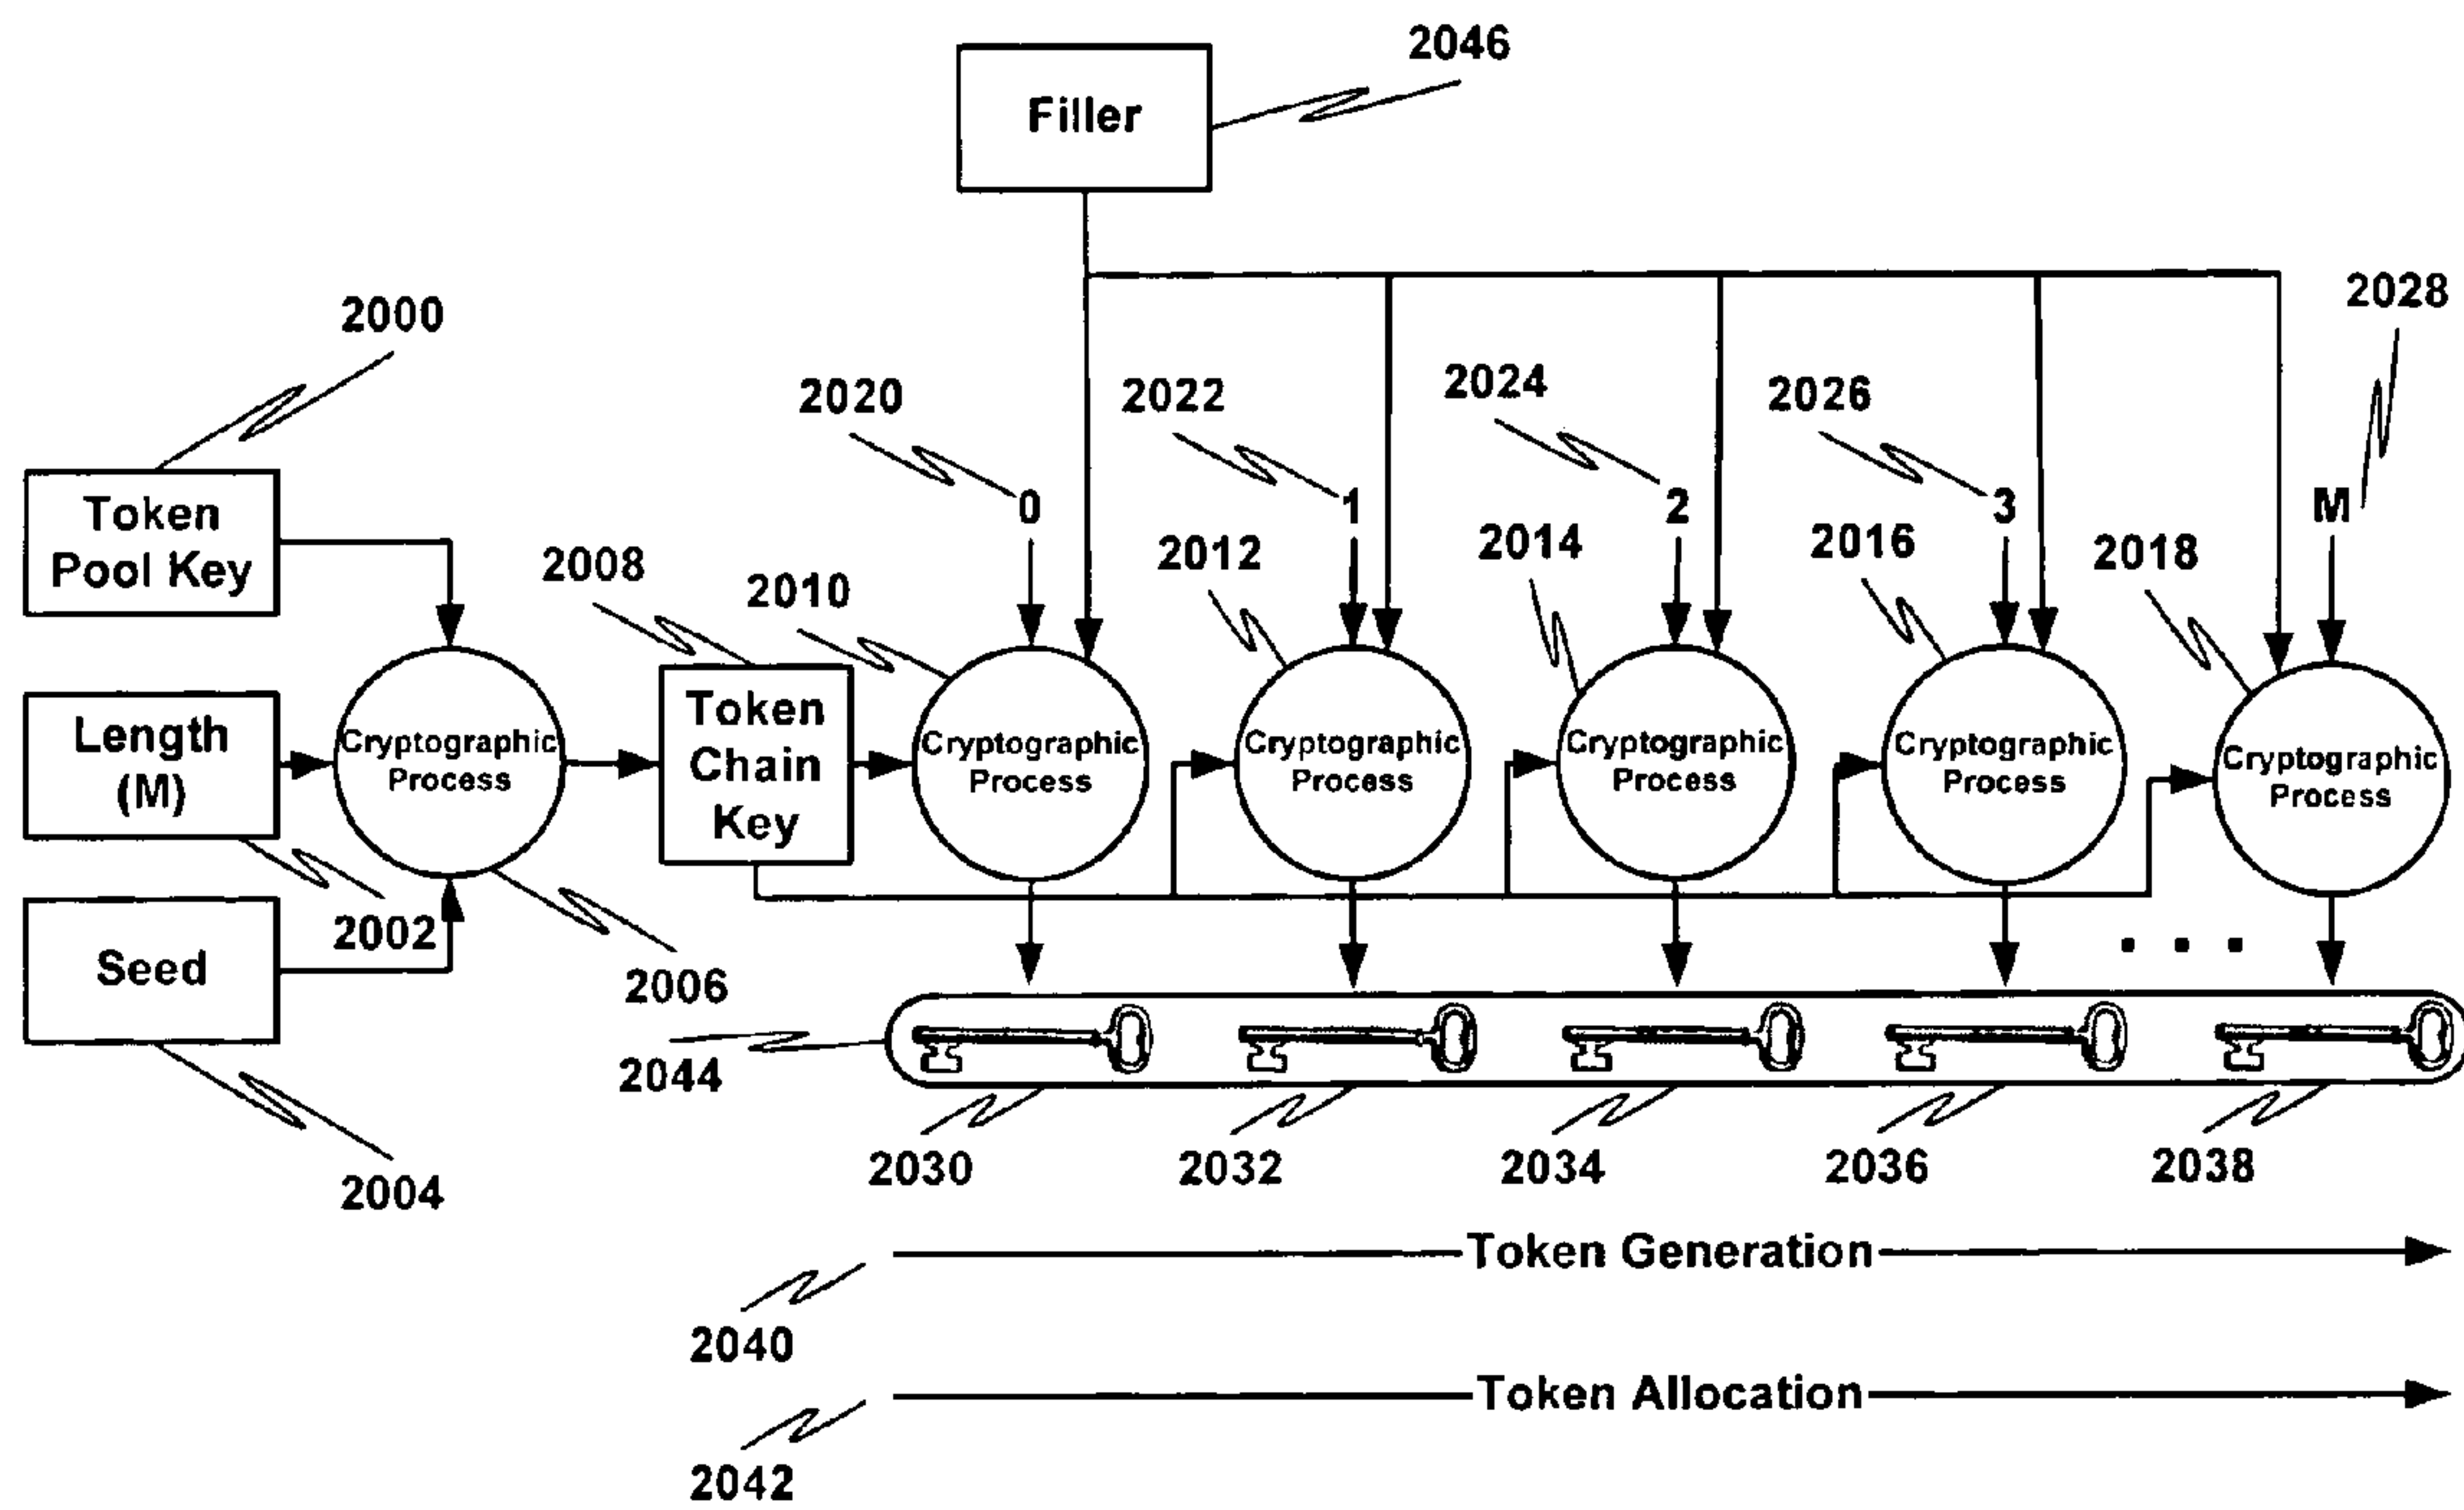 2046
Filler
2000
2028
2020
2022
2024
2026
0
1
2
3
M
Token
Pool Key
2008
2010
2012
2014
2016
2018
Length
(M)
Cryptographic
Process
Token
Chain
Key
Cryptographic
Process
Cryptographic
Process
Cryptographic
Process
Cryptographic
Process
Cryptographic
Process
2002
Seed
2006
. . .
2044
2004
2030
2032
2034
2036
2038
Token Generation
2040
Token Allocation
2042